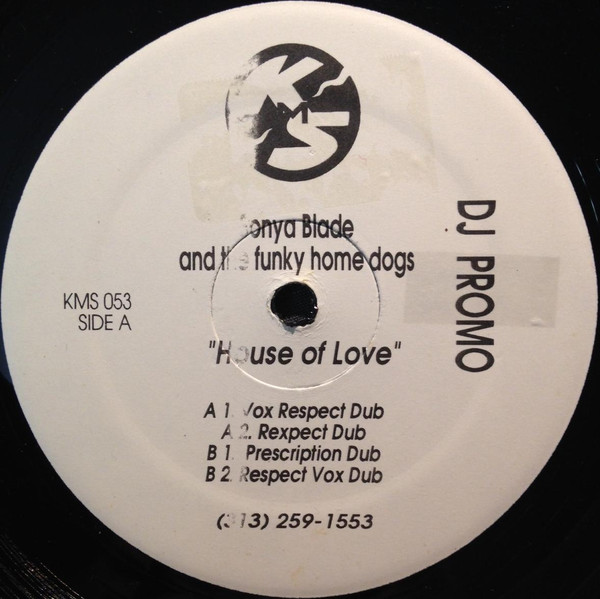 KMS
Sonya Blade
and the funky home dogs
DJ PROMO
KMS 053
SIDE A
"House of Love"
A 1. Vox Respect Dub
A 2. Rexpect Dub
B 1. Prescription Dub
B 2. Respect Vox Dub
(313) 259-1553